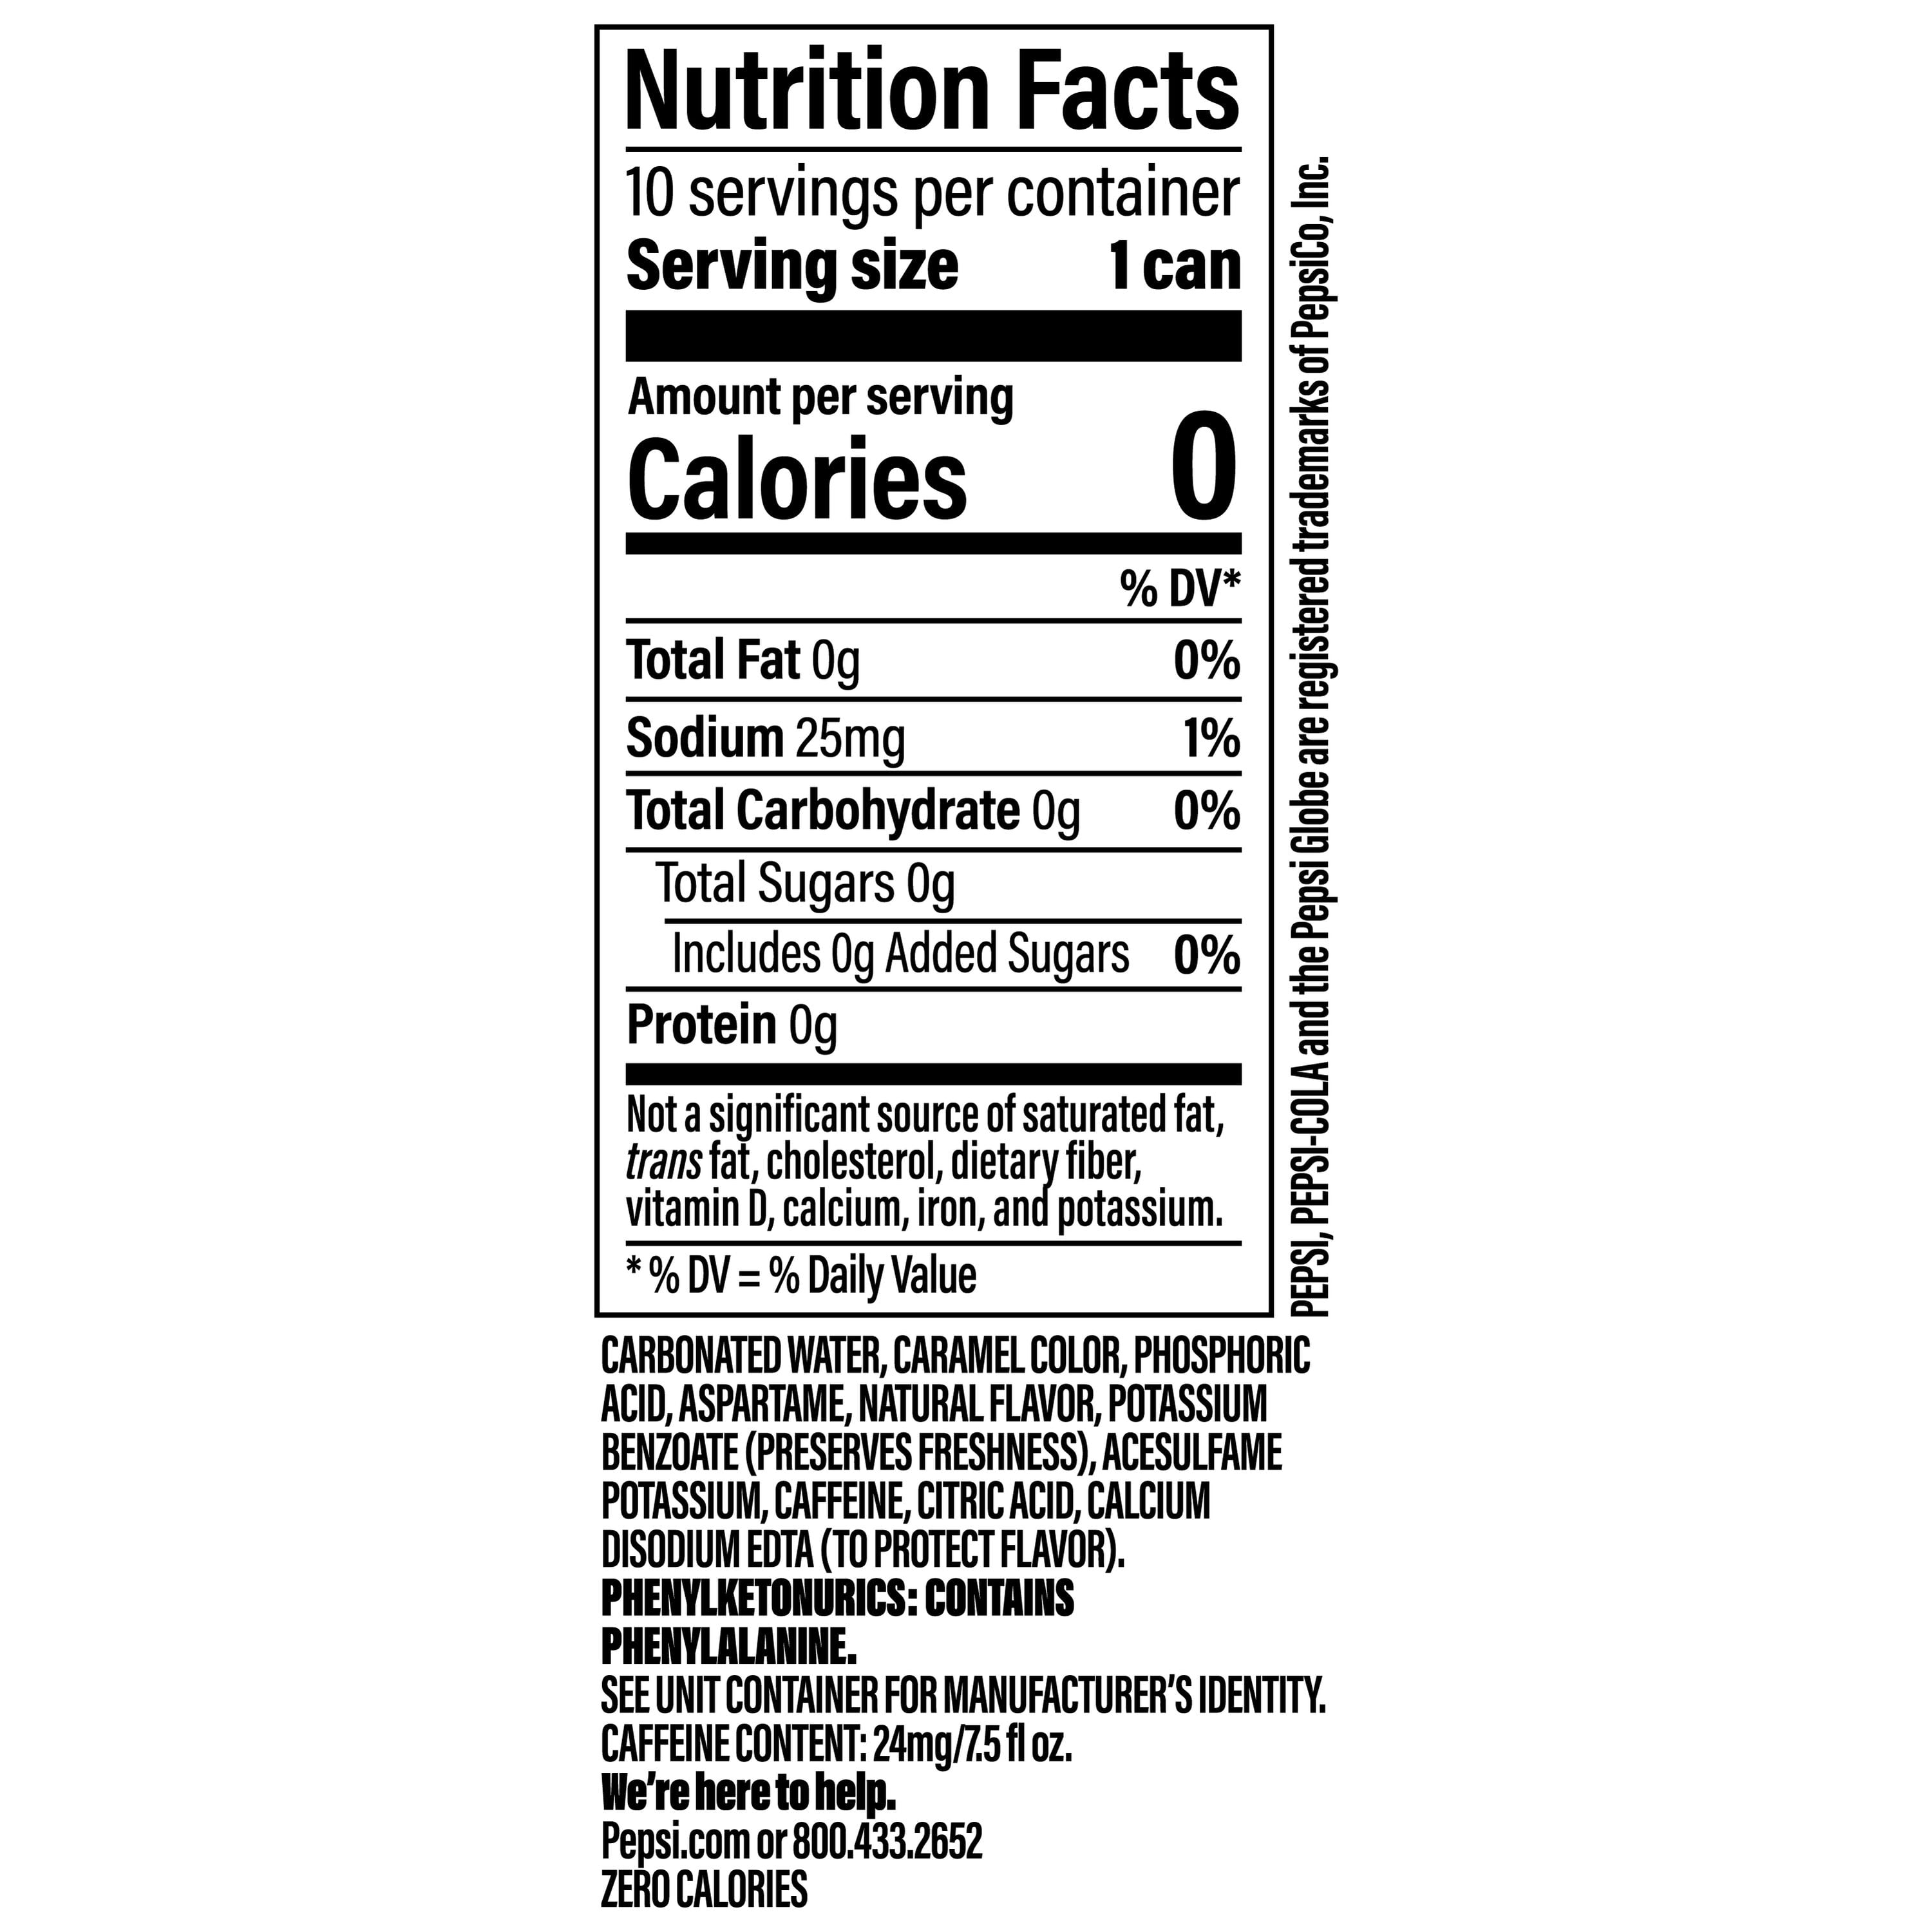 Nutrition Facts
10 servings per container
Serving size 1 can
Amount per serving
Calories 0
% DV*
Total Fat 0g 0%
Sodium 25mg 1%
Total Carbohydrate 0g 0%
Total Sugars 0g
Includes 0g Added Sugars 0%
Protein 0g
Not a significant source of saturated fat,
trans fat, cholesterol, dietary fiber,
vitamin D, calcium, iron, and potassium.
* % DV = % Daily Value
PEPSI, PEPSI-COLA and the Pepsi Globe are registered trademarks of PepsiCo, Inc.
CARBONATED WATER, CARAMEL COLOR, PHOSPHORIC
ACID, ASPARTAME, NATURAL FLAVOR, POTASSIUM
BENZOATE (PRESERVES FRESHNESS), ACESULFAME
POTASSIUM, CAFFEINE, CITRIC ACID, CALCIUM
DISODIUM EDTA (TO PROTECT FLAVOR).
PHENYLKETONURICS: CONTAINS
PHENYLALANINE.
SEE UNIT CONTAINER FOR MANUFACTURER'S IDENTITY.
CAFFEINE CONTENT: 24mg/7.5 fl oz.
We're here to help.
Pepsi.com or 800.433.2652
ZERO CALORIES